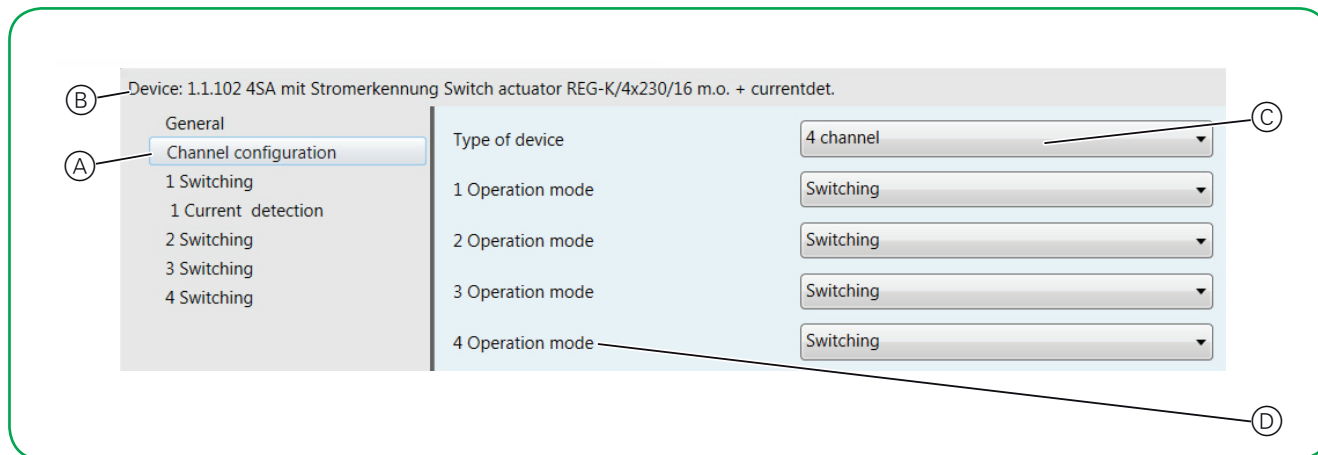 Device: 1.1.102 4SA mit Stromerkennung Switch actuator REG-K/4x230/16 m.o. + currentdet.
B
General
Channel configuration
A
1 Switching
1 Current detection
2 Switching
3 Switching
4 Switching
Type of device 4 channel
C
1 Operation mode Switching
2 Operation mode Switching
3 Operation mode Switching
4 Operation mode Switching
D